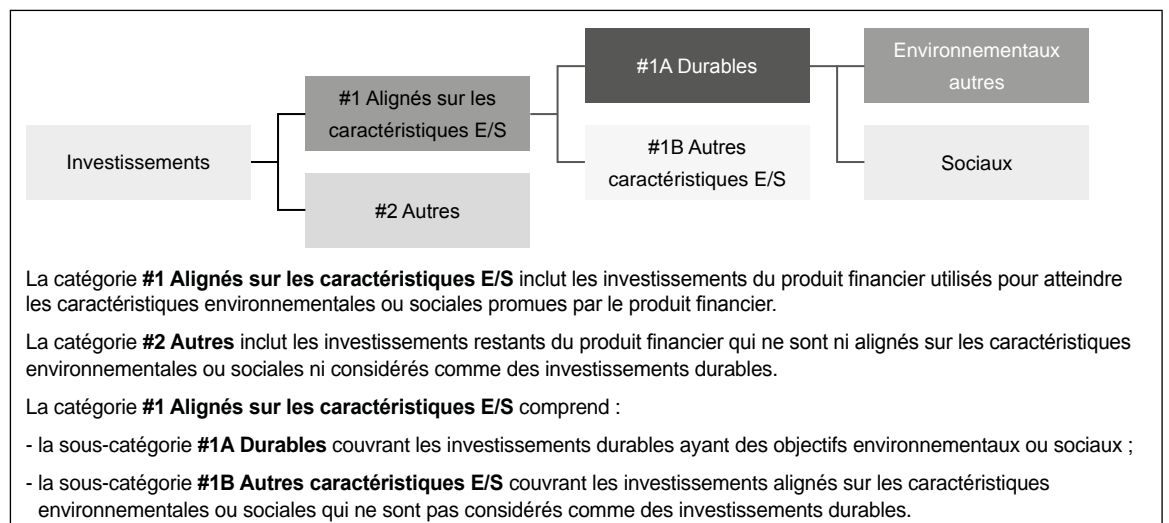 Investissements
#1 Alignés sur les
caractéristiques E/S
#2 Autres
#1A Durables
#1B Autres
caractéristiques E/S
Environnementaux
autres
Sociaux
La catégorie #1 Alignés sur les caractéristiques E/S inclut les investissements du produit financier utilisés pour atteindre
les caractéristiques environnementales ou sociales promues par le produit financier.
La catégorie #2 Autres inclut les investissements restants du produit financier qui ne sont ni alignés sur les caractéristiques
environnementales ou sociales ni considérés comme des investissements durables.
La catégorie #1 Alignés sur les caractéristiques E/S comprend :
- la sous-catégorie #1A Durables couvrant les investissements durables ayant des objectifs environnementaux ou sociaux ;
- la sous-catégorie #1B Autres caractéristiques E/S couvrant les investissements alignés sur les caractéristiques
environnementales ou sociales qui ne sont pas considérés comme des investissements durables.